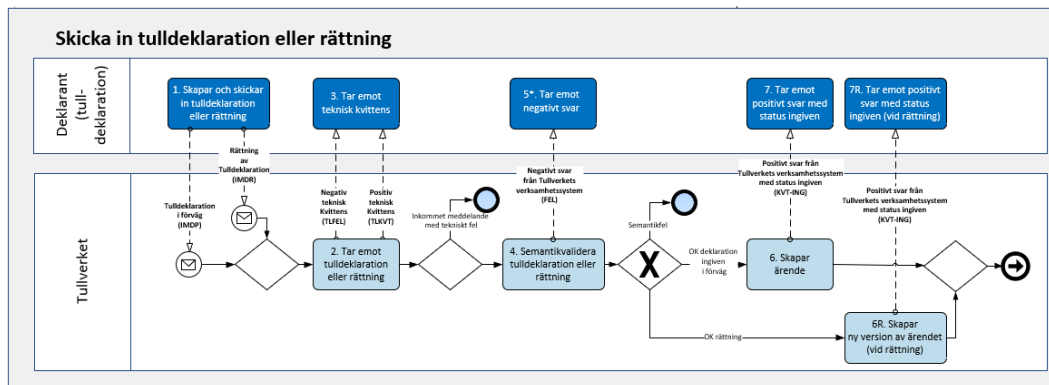 Skicka in tulldeklaration eller rättning
Deklarant
(tull-
deklaration)
1. Skapar och skickar
in tulldeklaration
eller rättning
3. Tar emot
teknisk kvittens
5*. Tar emot
negativt svar
7. Tar emot
positivt svar med
status ingiven
7R. Tar emot positivt
svar med status
ingiven (vid rättning)
Tullverket
Rättning
av
Tulldeklaration
(IMDR)
Tulldeklaration
i förväg
(IMDP)
Negativ
teknisk
Kvittens
(TLFEL)
Positiv
teknisk
Kvittens
(TLKVT)
Inkommet meddelande
med tekniskt fel
Negativt svar
från Tullverkets
verksamhetssystem
(FEL)
Semantikfel
Positivt svar från
Tullverkets verksamhetssystem
med status ingiven
(KVT-ING)
Positivt svar från
Tullverkets verksamhetssystem
med status ingiven
(KVT-ING)
2. Tar emot
tulldeklaration
eller rättning
4. Semantikvalidera
tulldeklaration eller
rättning
X
OK deklaration
ingiven
i förväg
6. Skapar
ärende
OK rättning
6R. Skapar
ny version av ärendet
(vid rättning)